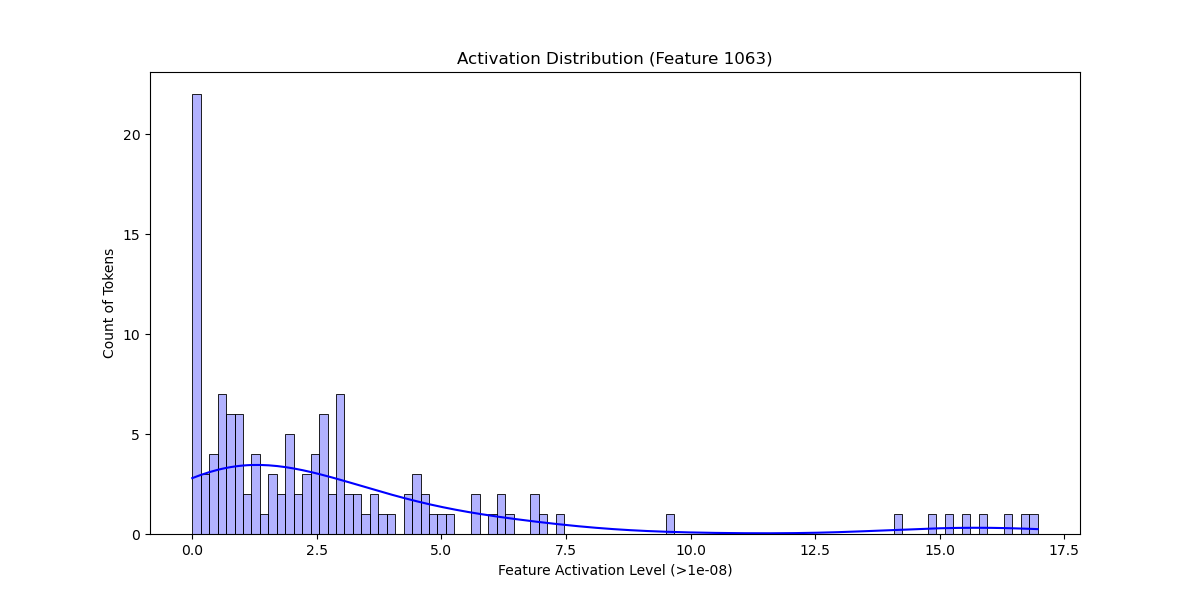 Activation Distribution (Feature 1063)
Count of Tokens
20
15
10
5
0
0.0 2.5 5.0 7.5 10.0 12.5 15.0 17.5
Feature Activation Level (>1e-08)